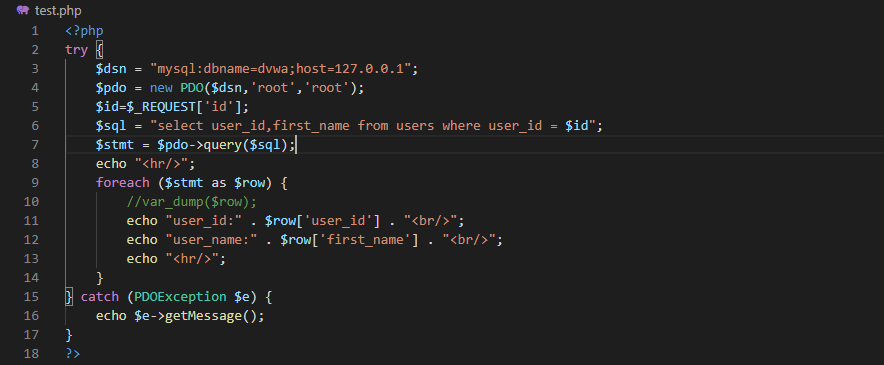 test.php
1 <?php
2 try {
3     $dsn = "mysql:dbname=dvwa;host=127.0.0.1";
4     $pdo = new PDO($dsn,'root','root');
5     $id=$_REQUEST['id'];
6     $sql = "select user_id,first_name from users where user_id = $id";
7     $stmt = $pdo->query($sql);
8     echo "<hr/>";
9     foreach ($stmt as $row) {
10         //var_dump($row);
11         echo "user_id:" . $row['user_id'] . "<br/>";
12         echo "user_name:" . $row['first_name'] . "<br/>";
13         echo "<hr/>";
14     }
15 } catch (PDOException $e) {
16     echo $e->getMessage();
17 }
18 ?>